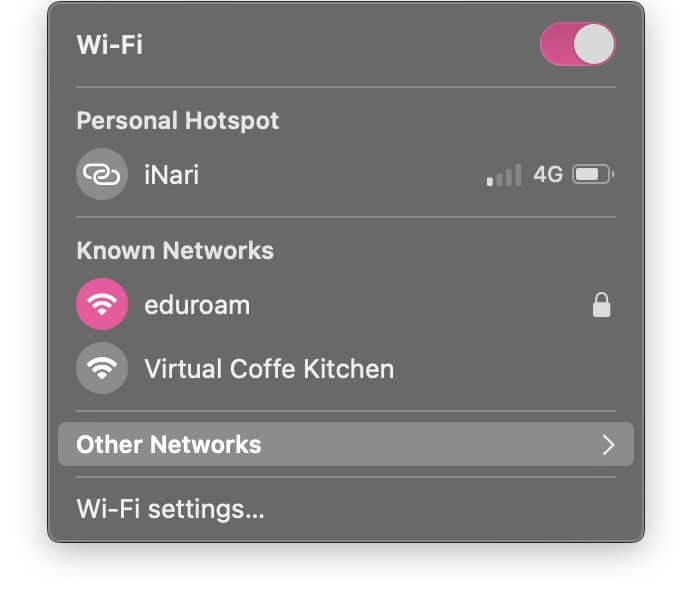 Wi-Fi
Personal Hotspot
iNari 4G
Known Networks
eduroam
Virtual Coffe Kitchen
Other Networks
Wi-Fi settings...